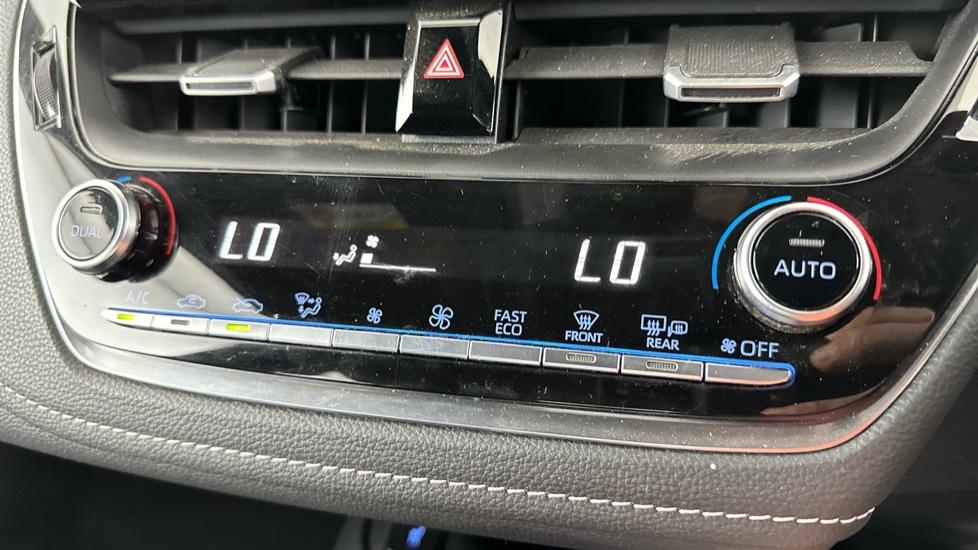 DUAL
LO
LO
AUTO
A/C
FAST
ECO
FRONT
REAR
OFF